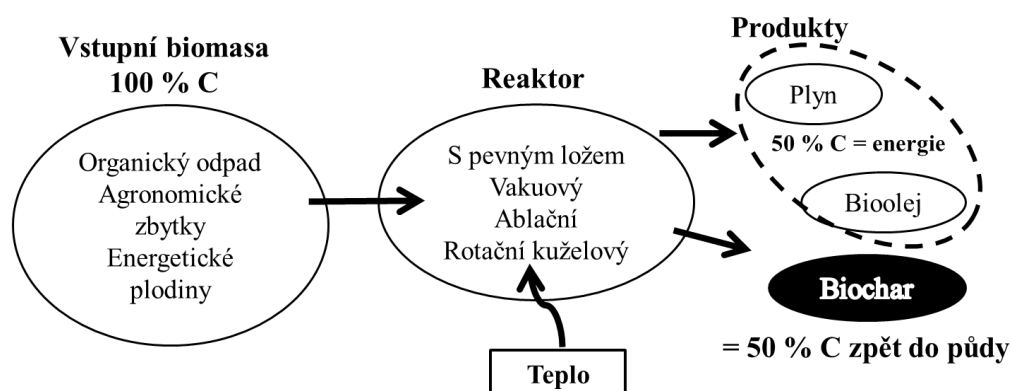 Vstupní biomasa
100 % C
Organický odpad
Agronomické
zbytky
Energetické
plodiny
Reaktor
S pevným ložem
Vakuový
Ablační
Rotační kuželový
Teplo
Produkty
Plyn
50 % C = energie
Bioolej
Biochar
= 50 % C zpět do půdy